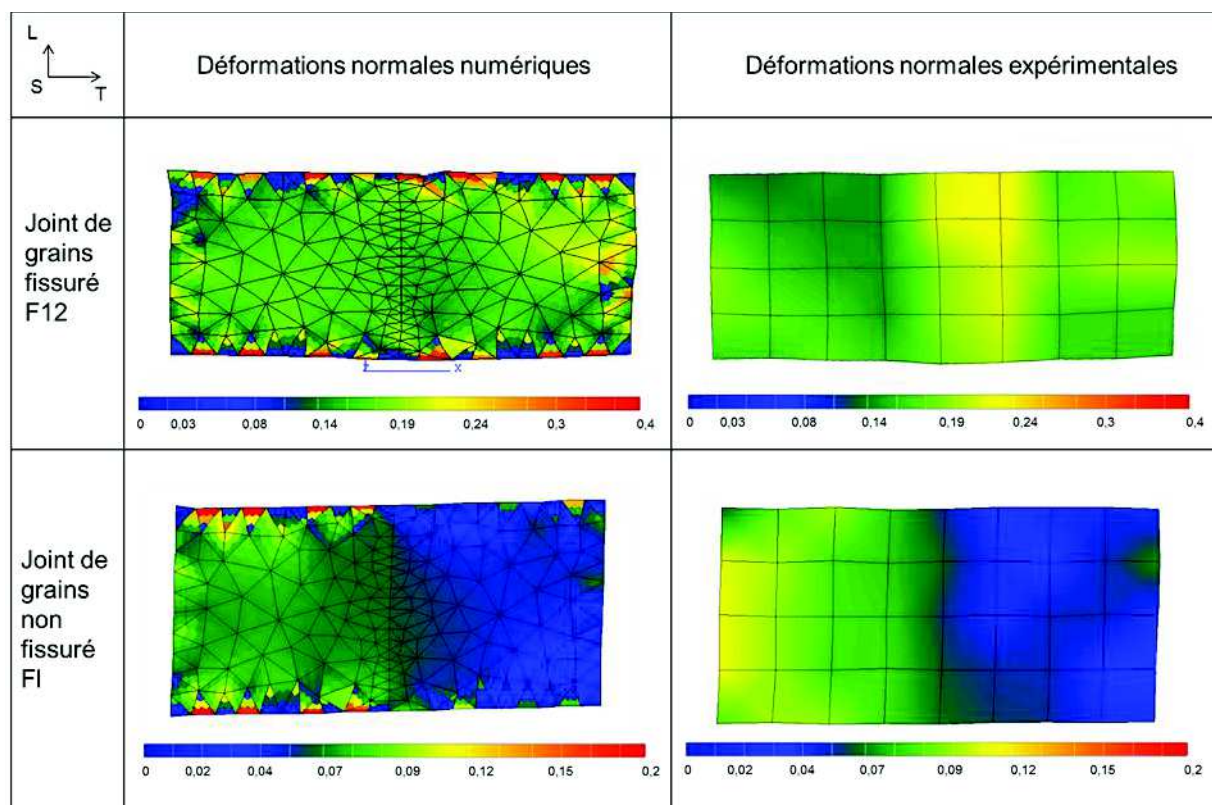 L
S
T
Déformations normales numériques
Déformations normales expérimentales
Joint de
grains
fissuré
F12
z x
0 0,03 0,08 0,14 0,19 0,24 0,3 0,4
0 0,03 0,08 0,14 0,19 0,24 0,3 0,4
Joint de
grains
non
fissuré
FI
0 0,02 0,04 0,07 0,09 0,12 0,15 0,2
0 0,02 0,04 0,07 0,09 0,12 0,15 0,2